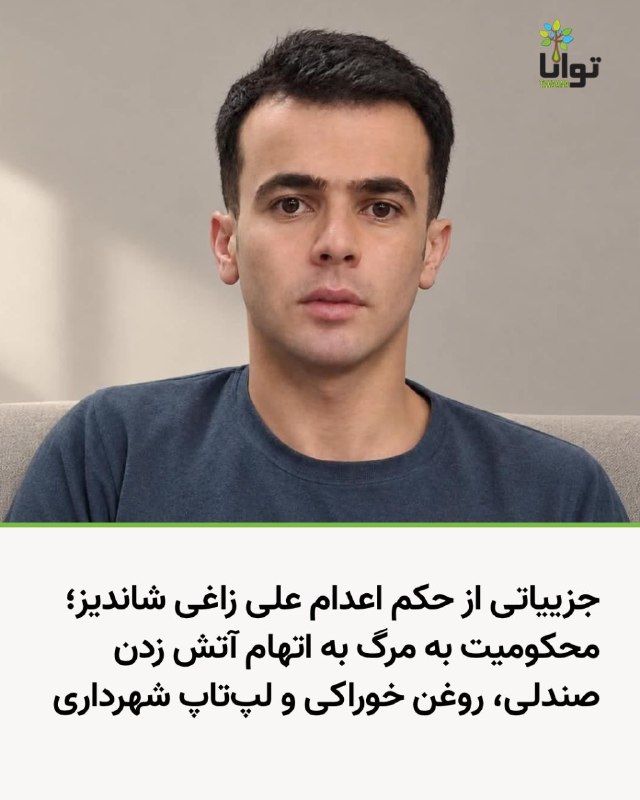 توانا
TAVAANA
جزییاتی از حکم اعدام علی زاغی شاندیز؛
محکومیت به مرگ به اتهام آتش زدن
صندلی، روغن خوراکی و لپ‌تاپ شهرداری